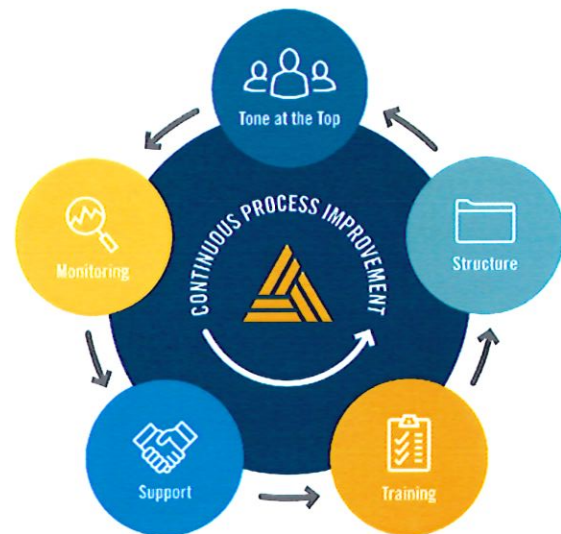 Tone at the Top
CONTINUOUS PROCESS IMPROVEMENT
Monitoring
Structure
Support
Training